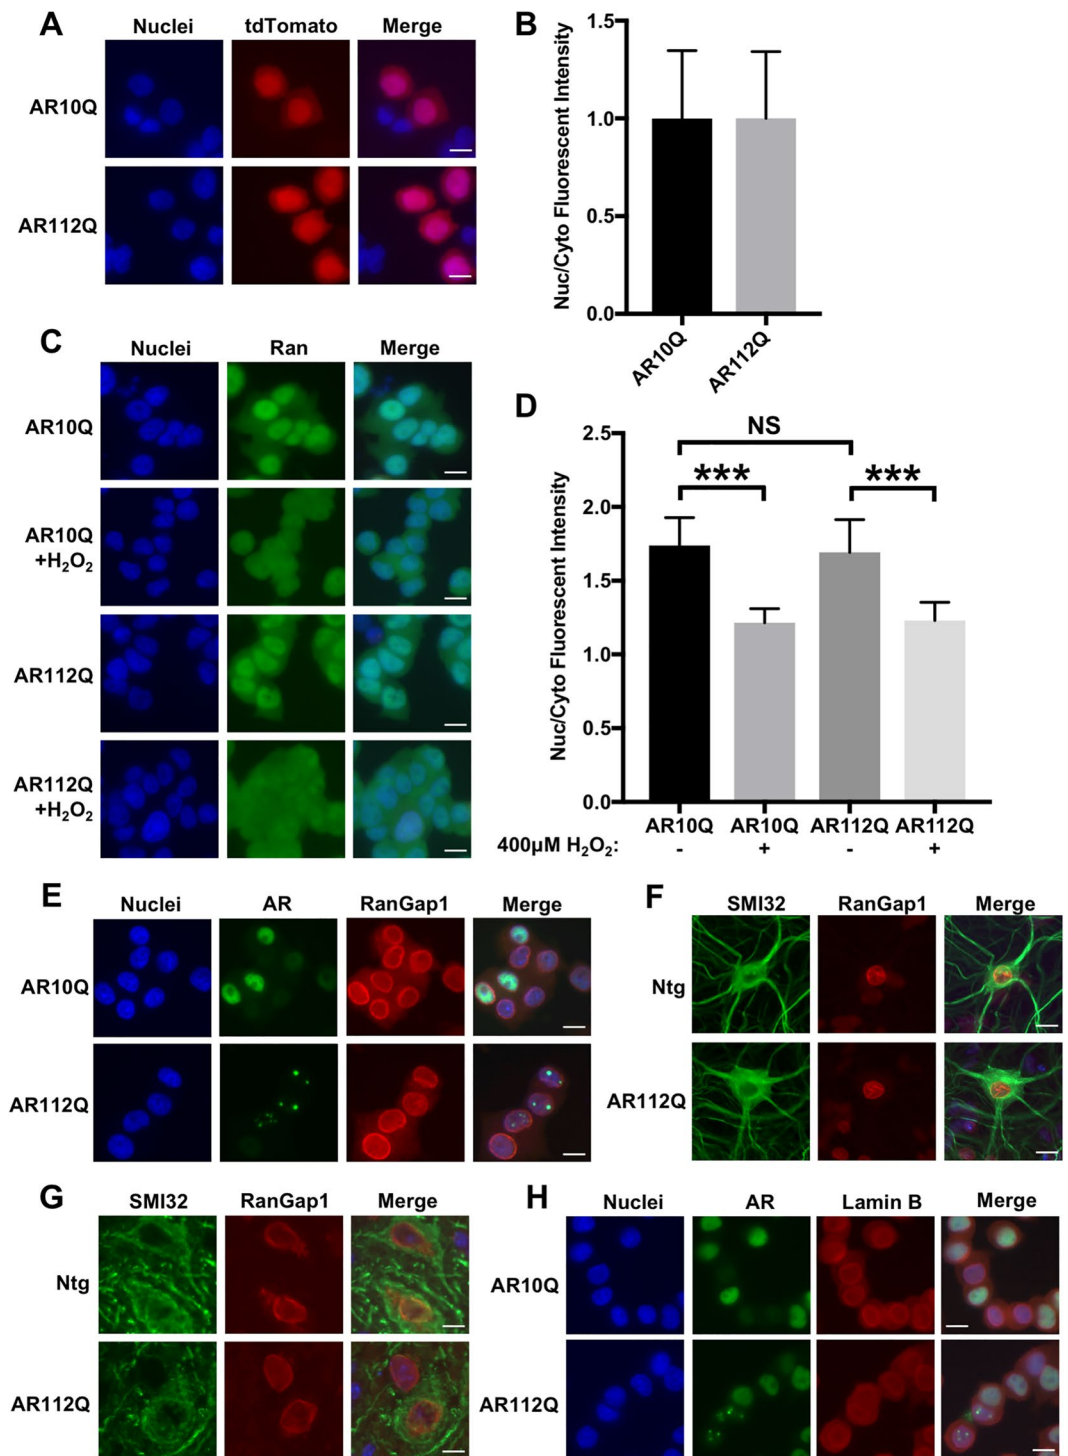 A
Nuclei tdTomato Merge
AR10Q
AR112Q
B
Nuc/Cyto Fluorescent Intensity
1.5
1.0
0.5
0.0
AR10Q AR112Q
C
Nuclei Ran Merge
AR10Q
AR10Q
+H₂O₂
AR112Q
AR112Q
+H₂O₂
D
Nuc/Cyto Fluorescent Intensity
2.5
2.0
1.5
1.0
0.5
0.0
NS
*** ***
AR10Q AR10Q AR112Q AR112Q
400µM H₂O₂: - + - +
E
Nuclei AR RanGap1 Merge
AR10Q
AR112Q
F
SMI32 RanGap1 Merge
Ntg
AR112Q
G
SMI32 RanGap1 Merge
Ntg
AR112Q
H
Nuclei AR Lamin B Merge
AR10Q
AR112Q